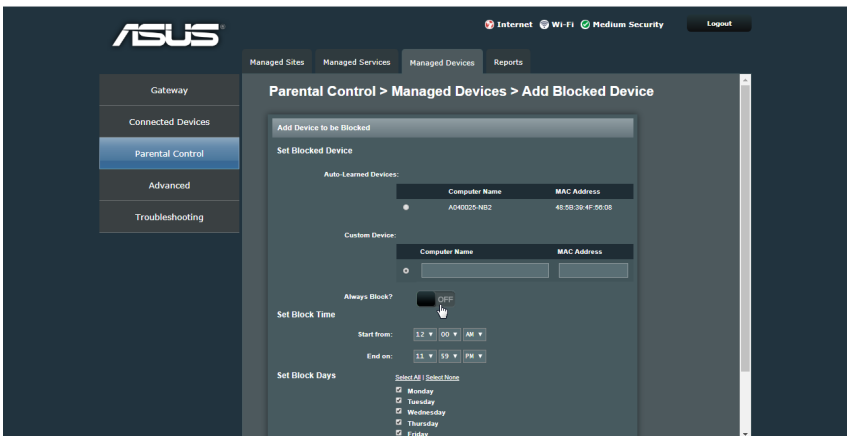 ASUS
Internet Wi-Fi Medium Security Logout
Managed Sites Managed Services Managed Devices Reports
Gateway
Connected Devices
Parental Control
Advanced
Troubleshooting
Parental Control > Managed Devices > Add Blocked Device
Add Device to be Blocked
Set Blocked Device
Auto-Learned Devices:
Computer Name MAC Address
A040025-NB2 48:5B:39:4F:56:08
Custom Device:
Computer Name MAC Address
Always Block?
OFF
Set Block Time
Start from: 12 00 AM
End on: 11 59 PM
Set Block Days
Select All | Select None
Monday
Tuesday
Wednesday
Thursday
Friday